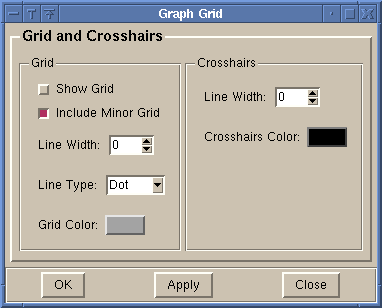 Graph Grid
Grid and Crosshairs
Grid
Show Grid
Include Minor Grid
Line Width: 0
Line Type: Dot
Grid Color:
Crosshairs
Line Width: 0
Crosshairs Color:
OK
Apply
Close